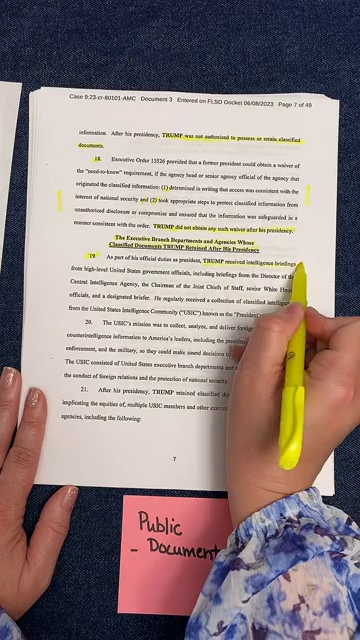 Case 9:23-cr-80101-AMC Document 3 Entered on FLSD Docket 06/08/2023 Page 7 of 49
information. After his presidency, TRUMP was not authorized to possess or retain classified
documents.
18. Executive Order 13526 provided that a former president could obtain a waiver of
the "need-to-know" requirement, if the agency head or senior agency official of the agency that
originated the classified information: (1) determined in writing that access was consistent with the
interest of national security and (2) took appropriate steps to protect classified information from
unauthorized disclosure or compromise and ensured that the information was safeguarded in a
manner consistent with the order. TRUMP did not obtain any such waiver after his presidency.
The Executive Branch Departments and Agencies Whose
Classified Documents TRUMP Retained After His Presidency
19. As part of his official duties as president, TRUMP received intelligence briefings
from high-level United States government officials, including briefings from the Director of the
Central Intelligence Agency, the Chairman of the Joint Chiefs of Staff, senior White Hou
officials, and a designated briefer. He regularly received a collection of classified intellige
from the United States Intelligence Community ("USIC") known as the "President'
20. The USIC's mission was to collect, analyze, and deliver foreign
counterintelligence information to America's leaders, including the president
enforcement, and the military, so they could make sound decisions
The USIC consisted of United States executive branch departments and
the conduct of foreign relations and the protection of national security
21. After his presidency, TRUMP retained classified
implicating the equities of, multiple USIC members and other
agencies, including the following:
7
Public
- Document